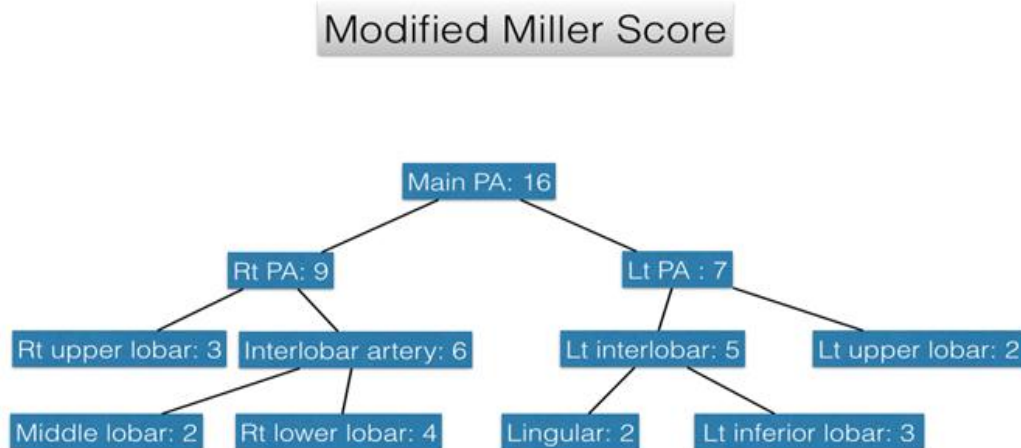 Modified Miller Score
Main PA: 16
Rt PA: 9
Lt PA : 7
Rt upper lobar: 3
Interlobar artery: 6
Lt interlobar: 5
Lt upper lobar: 2
Middle lobar: 2
Rt lower lobar: 4
Lingular: 2
Lt inferior lobar: 3